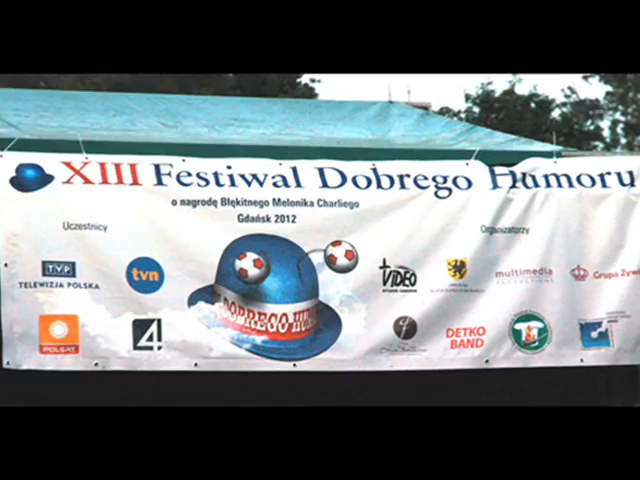 XIII Festiwal Dobrego Humoru
o nagrodę Błękitnego Melonika Charliego
Gdańsk 2012
Uczestnicy
Organizatorzy
TVP
TELEWIZJA POLSKA
tvn
POLSAT
4
DOBREGO HUM
VIDEO
multimedia
Grupa Żywi
DETKO
BAND